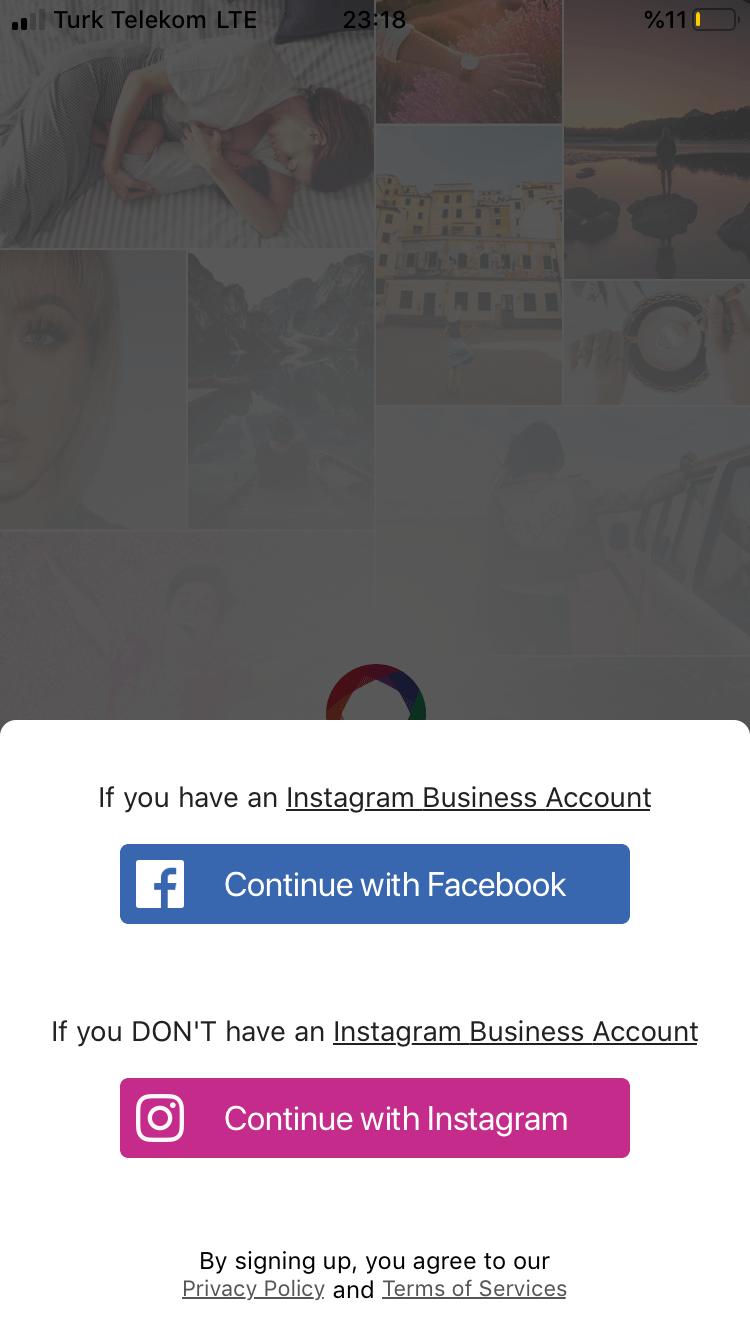 Turk Telekom LTE 23:18 %11
If you have an Instagram Business Account
Continue with Facebook
If you DON'T have an Instagram Business Account
Continue with Instagram
By signing up, you agree to our
Privacy Policy and Terms of Services